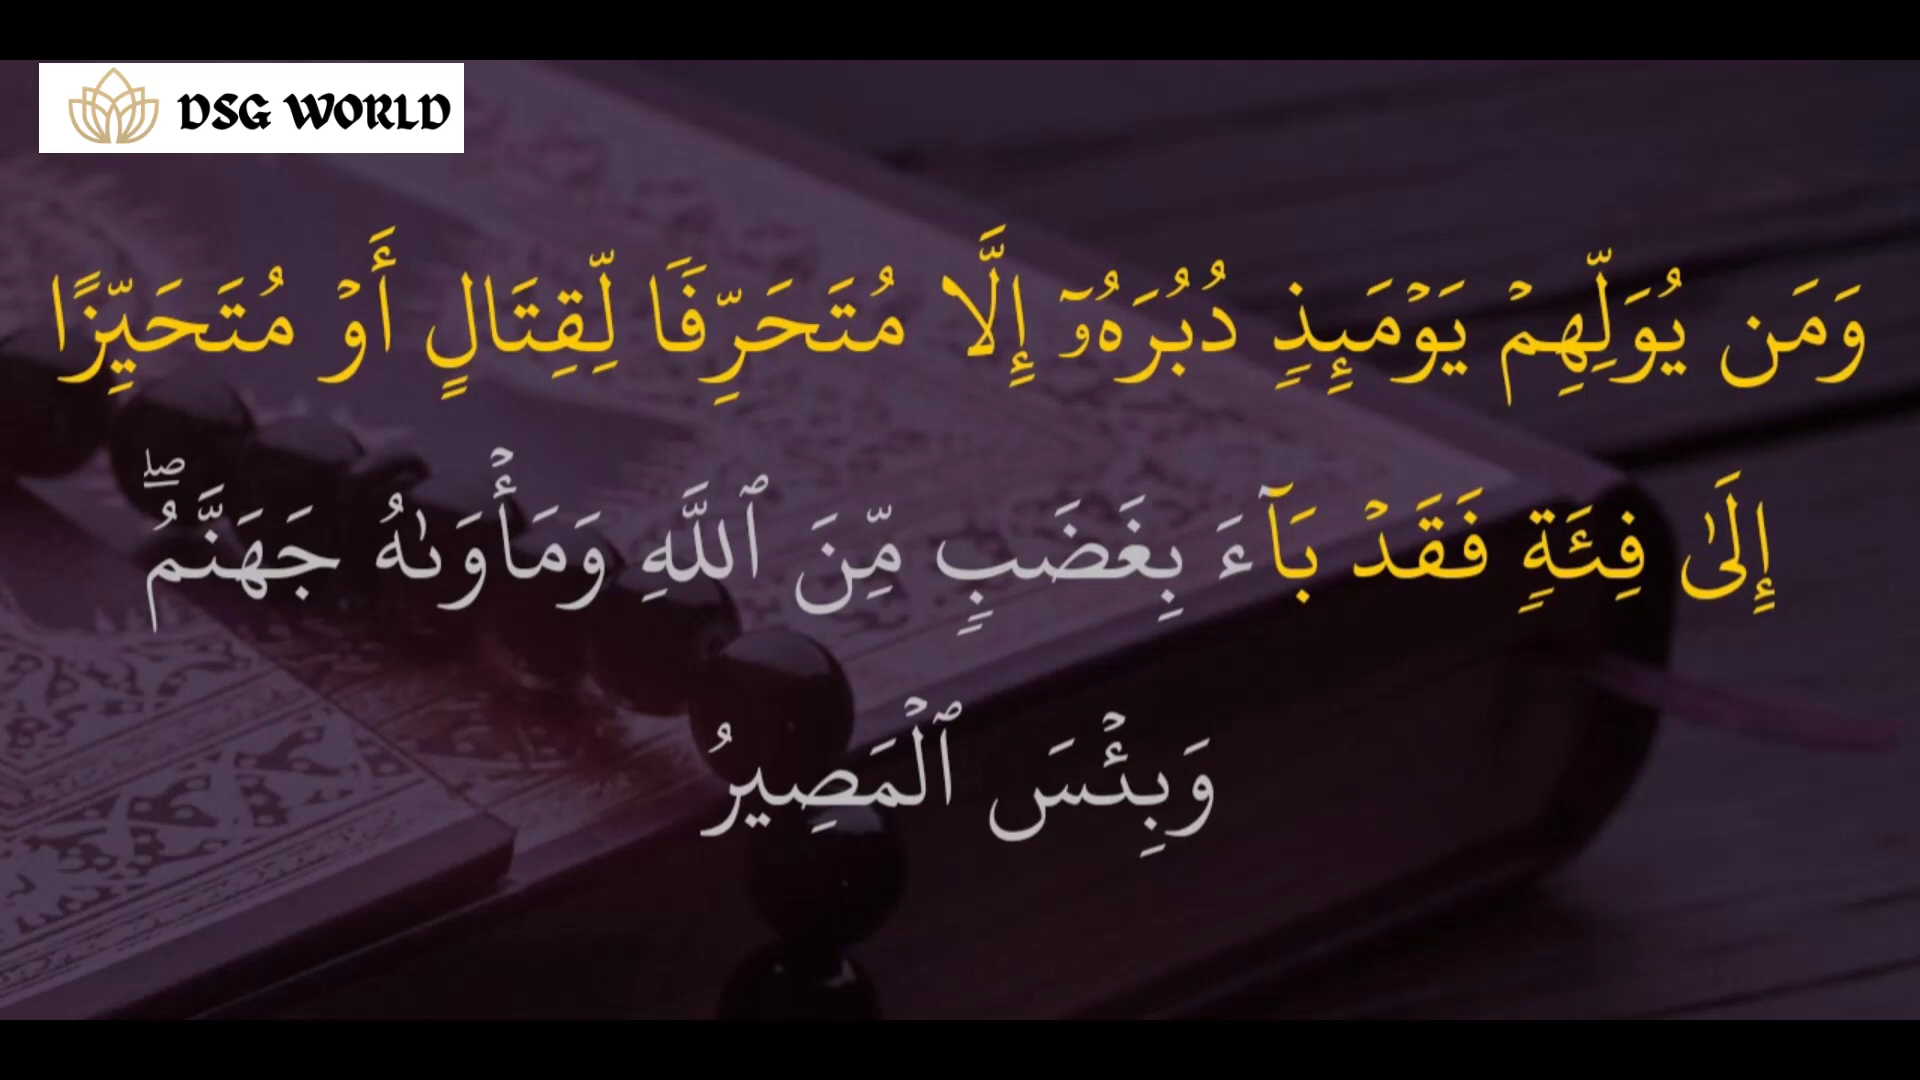 DSG WORLD
وَمَن يُوَلِّهِمۡ يَوۡمَئِذِ دُبُرَهُۥٓ إِلَّا مُتَحَرِّفٗا لِّقِتَالٍ أَوۡ مُتَحَيِّزًا
إِلَىٰ فِئَةِ فَقَدۡ بَآءَ بِغَضَبِ مِّنَ ٱللَّهِ وَمَأۡوَىٰهُ جَهَنَّمُۖ
وَبِئۡسَ ٱلۡمَصِيرُ